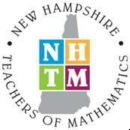 NEW HAMPSHIRE
NH
TM
TEACHERS OF MATHEMATICS